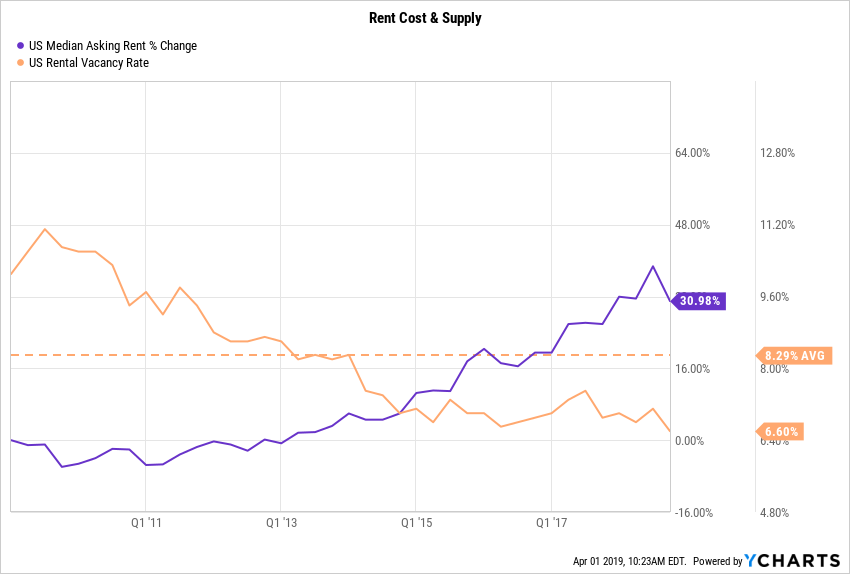 Rent Cost & Supply
US Median Asking Rent % Change
US Rental Vacancy Rate
64.00% 12.80%
48.00% 11.20%
9.60%
30.98%
8.29% AVG
16.00% 8.00%
6.60%
0.00% 6.40%
-16.00% 4.80%
Q1 '11 Q1 '13 Q1 '15 Q1 '17
Apr 01 2019, 10:23AM EDT. Powered by YCHARTS